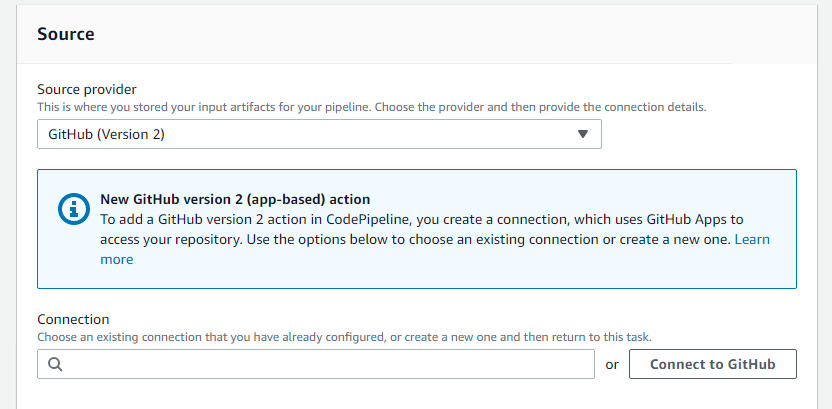 Source
Source provider
This is where you stored your input artifacts for your pipeline. Choose the provider and then provide the connection details.
GitHub (Version 2)
New GitHub version 2 (app-based) action
To add a GitHub version 2 action in CodePipeline, you create a connection, which uses GitHub Apps to
access your repository. Use the options below to choose an existing connection or create a new one. Learn
more
Connection
Choose an existing connection that you have already configured, or create a new one and then return to this task.
or Connect to GitHub